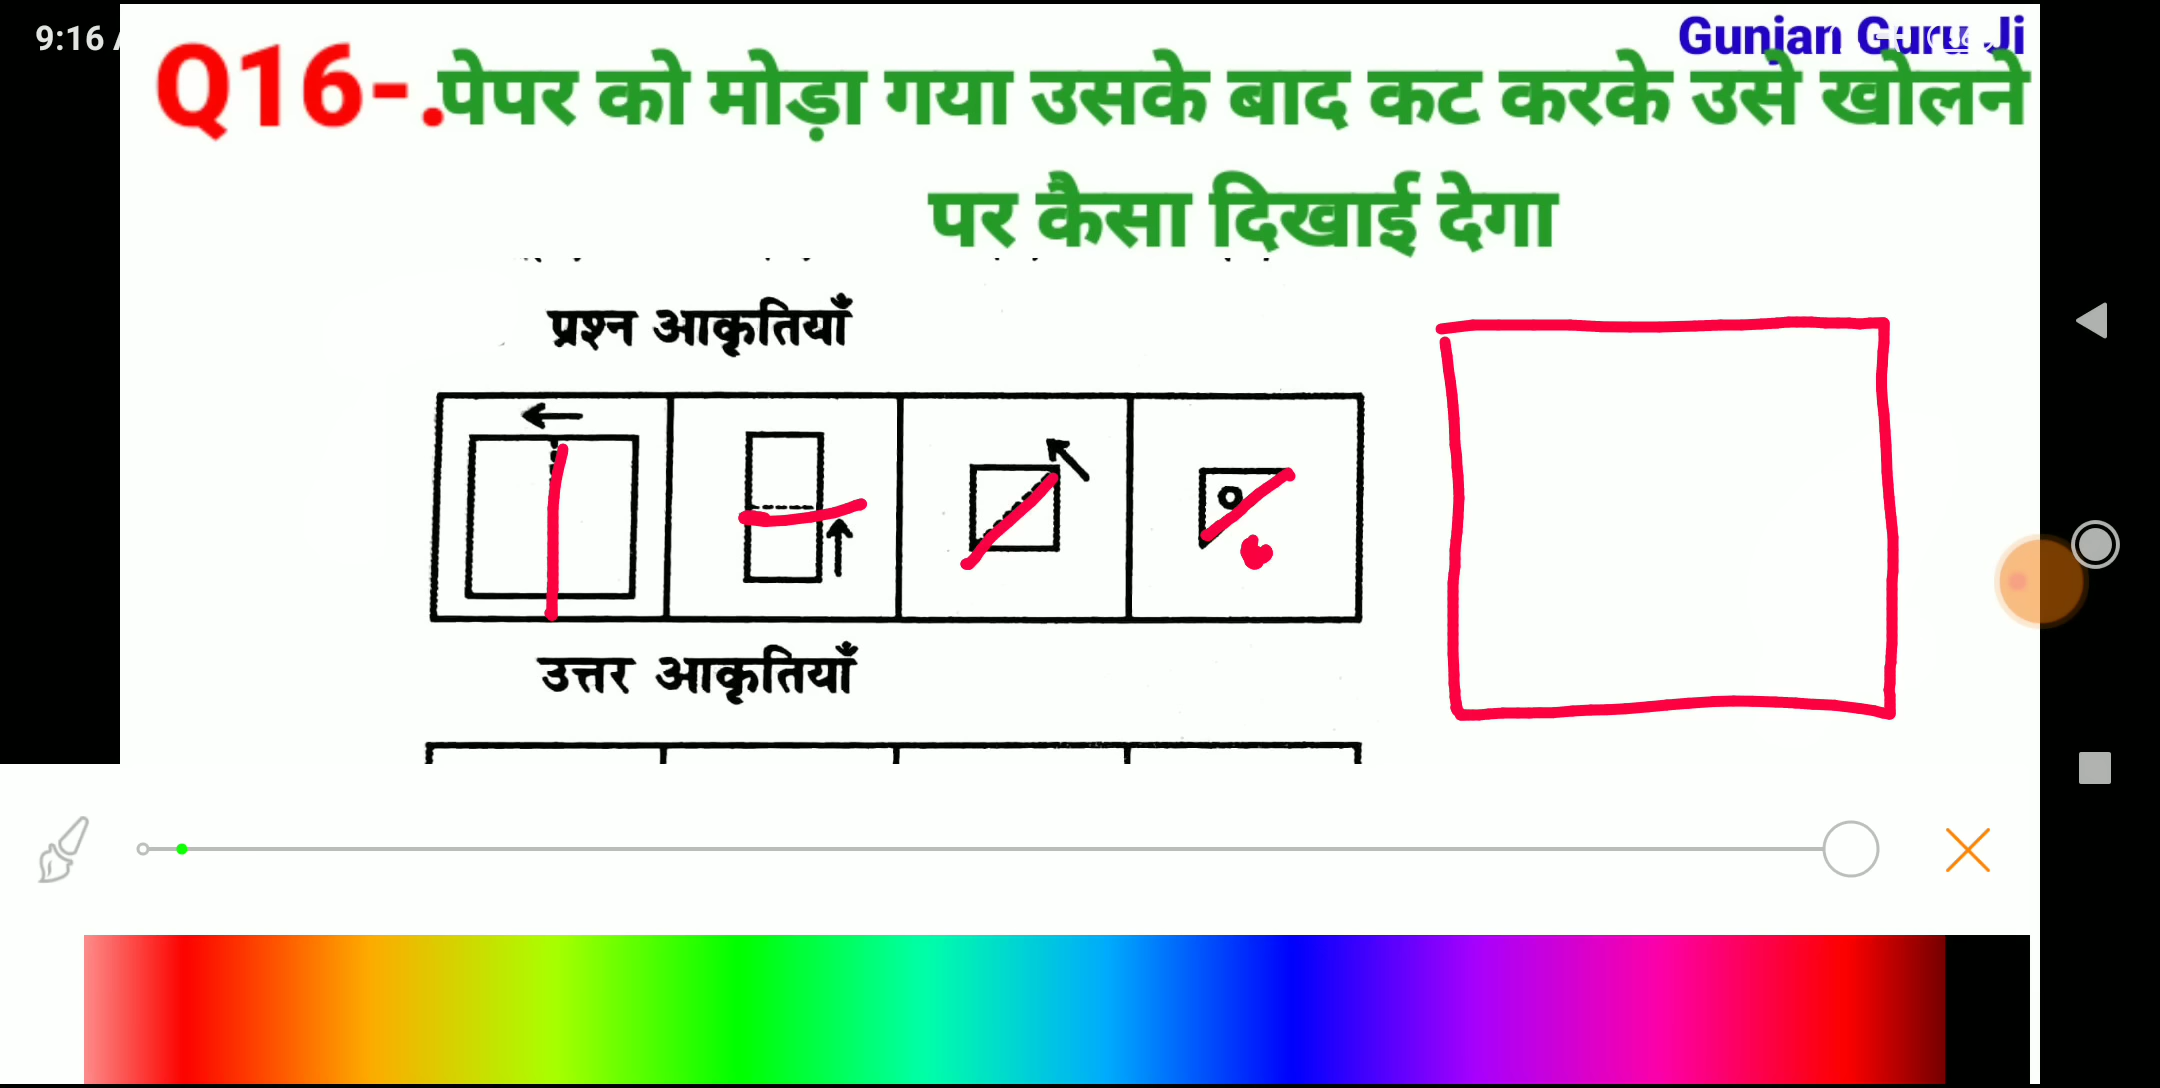 9:16
Gunjan Guru Ji
Q16-.पेपर को मोड़ा गया उसके बाद कट करके उसे खोलने
पर कैसा दिखाई देगा
प्रश्न आकृतियाँ
उत्तर आकृतियाँ